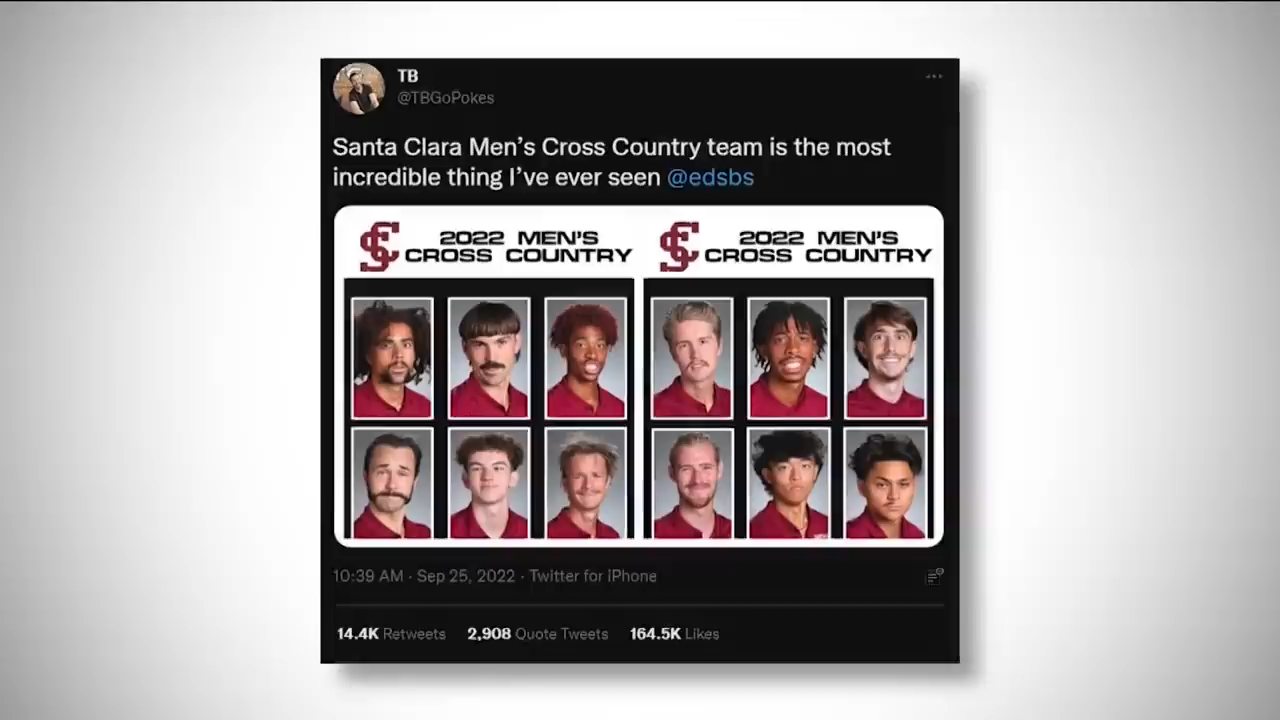 TB
@TBGoPokes
Santa Clara Men's Cross Country team is the most
incredible thing I've ever seen @edsbs
SC 2022 MEN'S
CROSS COUNTRY
SC 2022 MEN'S
CROSS COUNTRY
10:39 AM · Sep 25, 2022 · Twitter for iPhone
14.4K Retweets 2,908 Quote Tweets 164.5K Likes